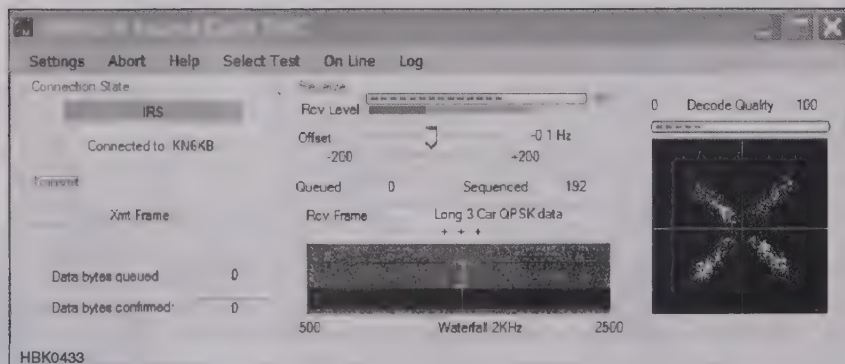 Settings Abort Help Select Test On Line Log
Connection State
IRS
Connected to KN6KB
Transmit
Xmt Frame
Data bytes queued 0
Data bytes confirmed: 0
Receive
Rcv Level
Offset -0.1 Hz
-200 +200
Queued 0 Sequenced 192
Rcv Frame Long 3 Car QPSK data
+ + +
500 Waterfall 2KHz 2500
0 Decode Quality 100
HBK0433